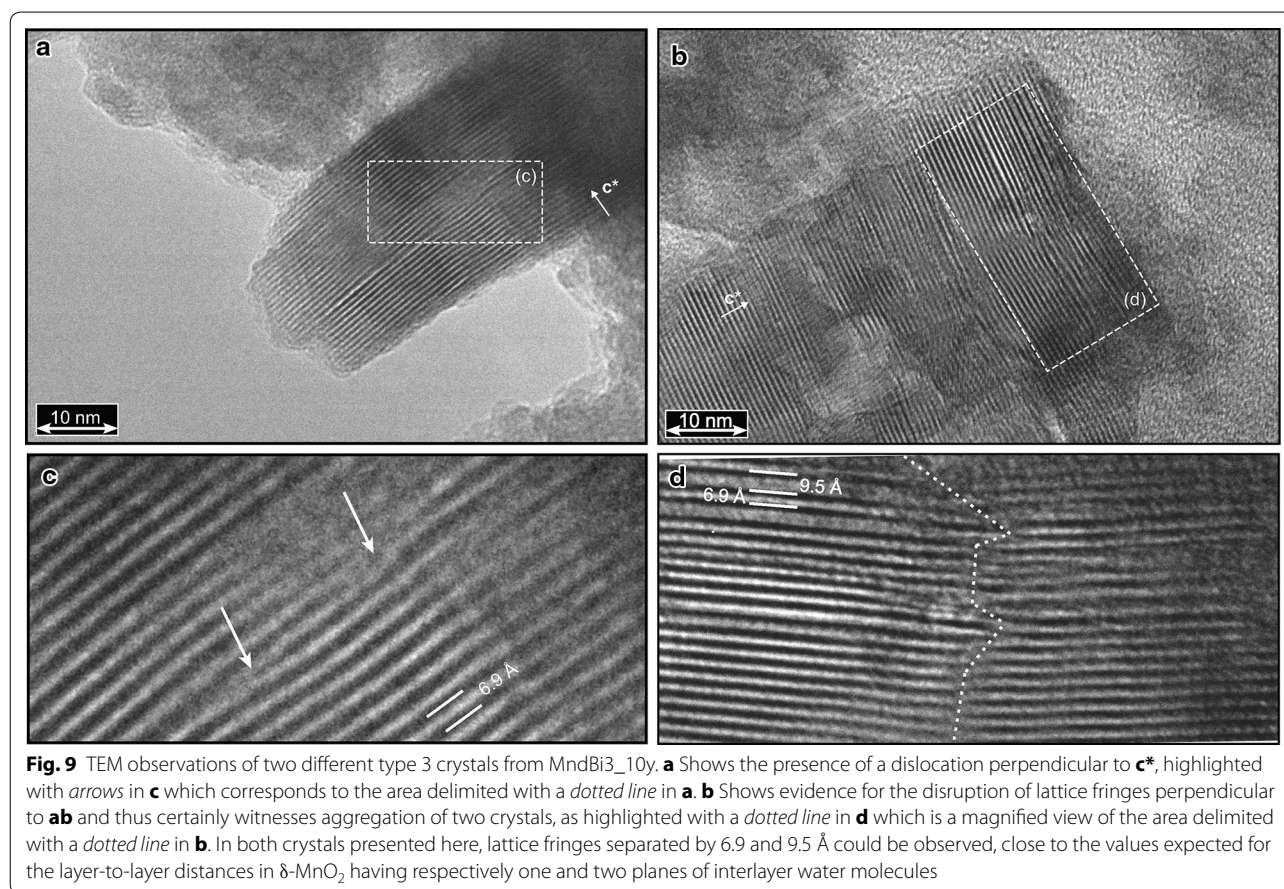 a
(c)
c*
10 nm
b
c*
(d)
10 nm
c
6.9 Å
d
9.5 Å
6.9 Å
Fig. 9 TEM observations of two different type 3 crystals from MndBi3_10y. a Shows the presence of a dislocation perpendicular to c*, highlighted
with arrows in c which corresponds to the area delimited with a dotted line in a. b Shows evidence for the disruption of lattice fringes perpendicular
to ab and thus certainly witnesses aggregation of two crystals, as highlighted with a dotted line in d which is a magnified view of the area delimited
with a dotted line in b. In both crystals presented here, lattice fringes separated by 6.9 and 9.5 Å could be observed, close to the values expected for
the layer-to-layer distances in δ-MnO₂ having respectively one and two planes of interlayer water molecules